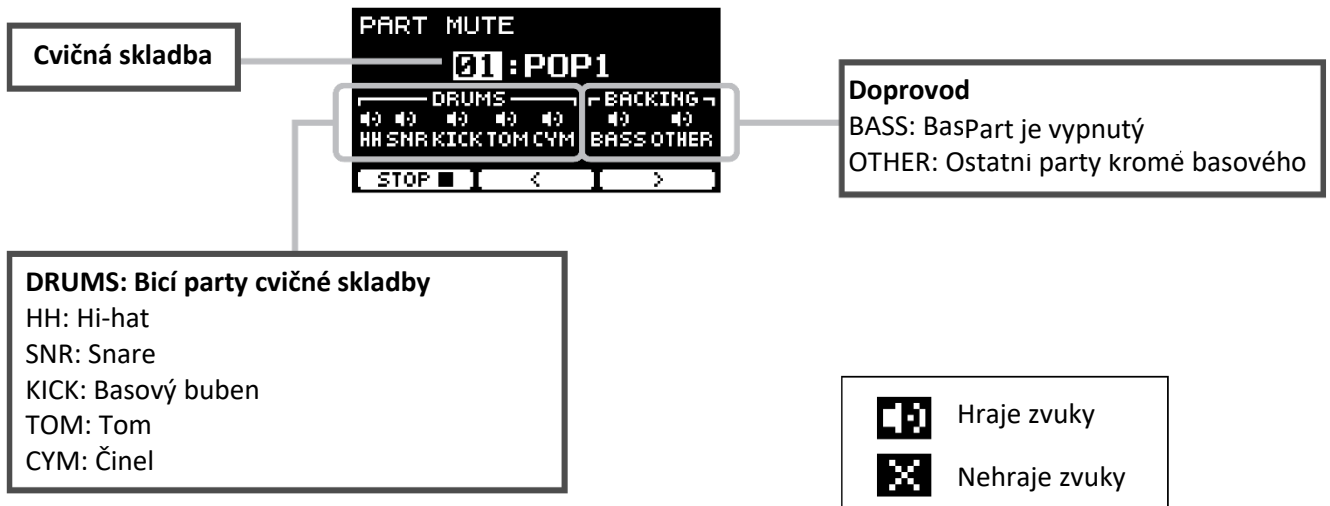 PART MUTE
Cvičná skladba
01:POP1
DRUMS BACKING
HH SNR KICK TOM CYM BASS OTHER
STOP ■ < >
Doprovod
BASS: BasPart je vypnutý
OTHER: Ostatní party kromě basového
DRUMS: Bicí party cvičné skladby
HH: Hi-hat
SNR: Snare
KICK: Basový buben
TOM: Tom
CYM: Činel
Hraje zvuky
Nehraje zvuky